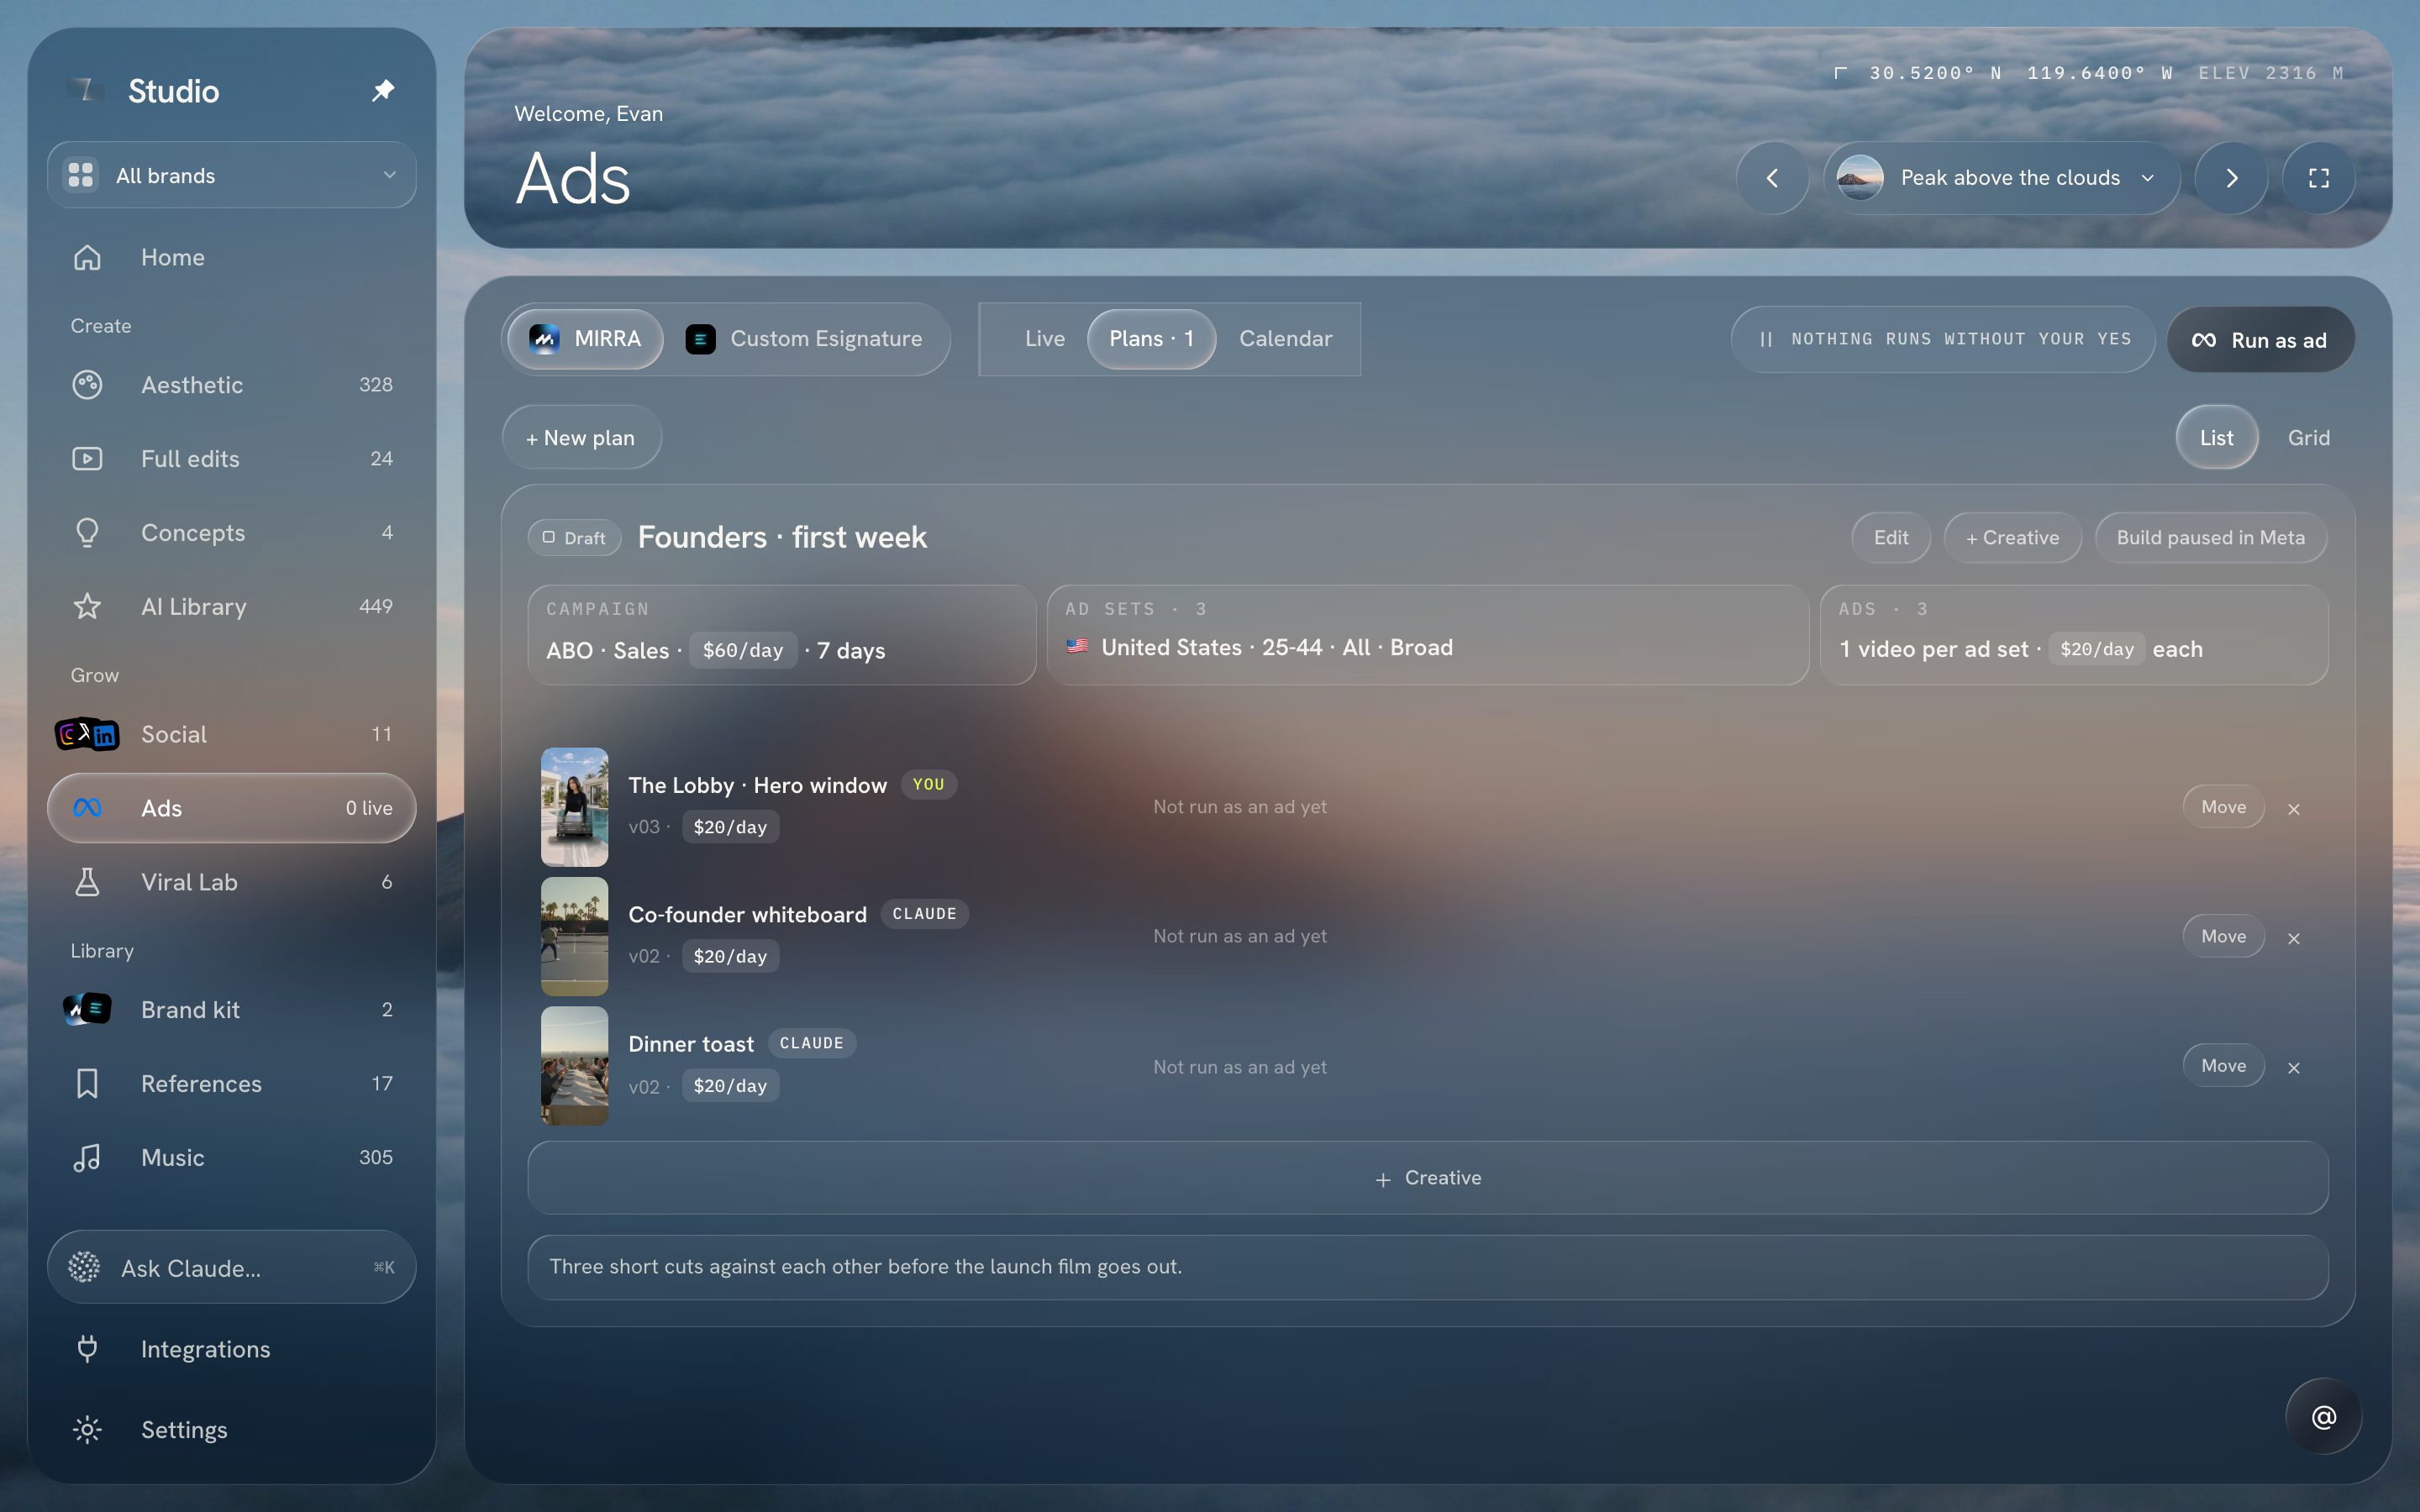 Studio
All brands
Home
Create
Aesthetic 328
Full edits 24
Concepts 4
AI Library 449
Grow
Social 11
Ads 0 live
Viral Lab 6
Library
Brand kit 2
References 17
Music 305
Ask Claude... ⌘K
Integrations
Settings
30.5200° N 119.6400° W ELEV 2316 M
Welcome, Evan
Ads
Peak above the clouds
MIRRA Custom Esignature
Live Plans · 1 Calendar
NOTHING RUNS WITHOUT YOUR YES
Run as ad
+ New plan
List Grid
Draft Founders · first week
Edit + Creative Build paused in Meta
CAMPAIGN
ABO · Sales · $60/day · 7 days
AD SETS · 3
United States · 25-44 · All · Broad
ADS · 3
1 video per ad set · $20/day each
The Lobby · Hero window YOU
v03 · $20/day
Not run as an ad yet
Move ×
Co-founder whiteboard CLAUDE
v02 · $20/day
Not run as an ad yet
Move ×
Dinner toast CLAUDE
v02 · $20/day
Not run as an ad yet
Move ×
+ Creative
Three short cuts against each other before the launch film goes out.
@